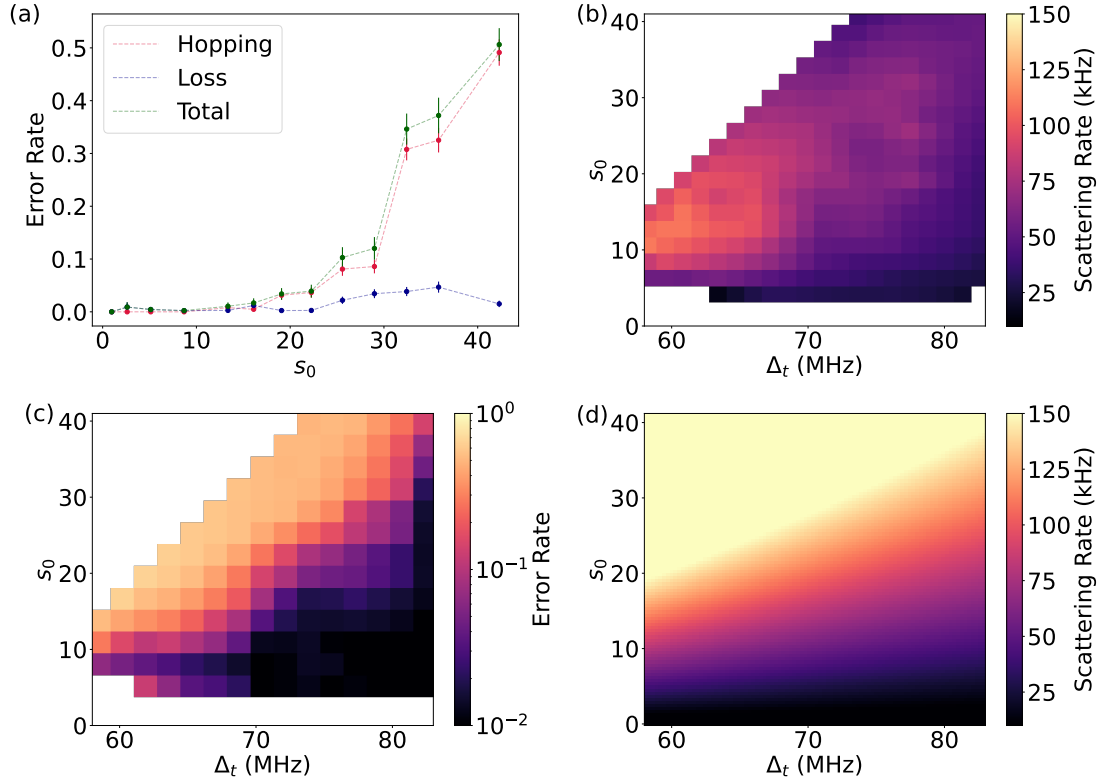 (a)
Error Rate
0.5
0.4
0.3
0.2
0.1
0.0
Hopping
Loss
Total
0 10 20 30 40
s₀
(b)
s₀
40
30
20
10
0
60 70 80
Δₜ (MHz)
150
125
100
75
50
25
Scattering Rate (kHz)
(c)
s₀
40
30
20
10
0
60 70 80
Δₜ (MHz)
10⁰
10⁻¹
10⁻²
Error Rate
(d)
s₀
40
30
20
10
0
60 70 80
Δₜ (MHz)
150
125
100
75
50
25
Scattering Rate (kHz)